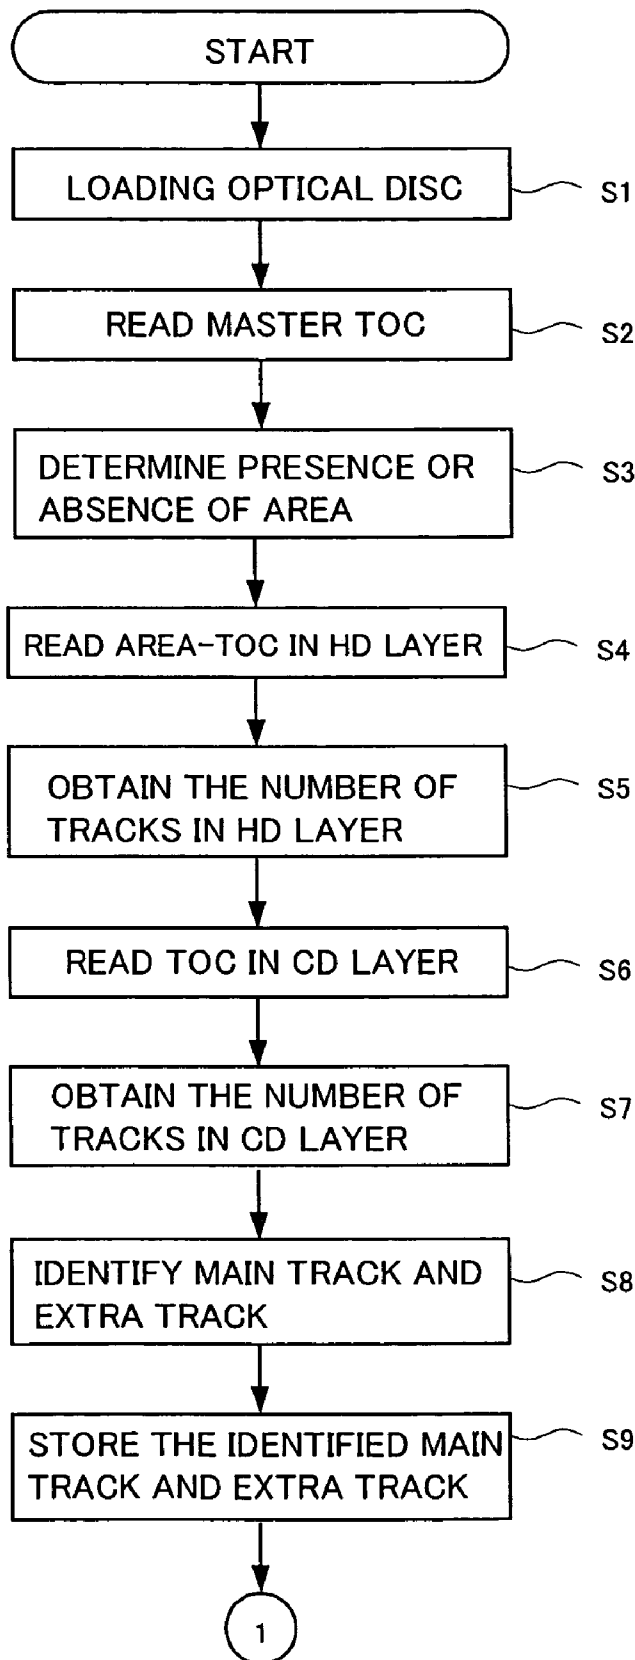 START
LOADING OPTICAL DISC
S1
READ MASTER TOC
S2
DETERMINE PRESENCE OR
ABSENCE OF AREA
S3
READ AREA-TOC IN HD LAYER
S4
OBTAIN THE NUMBER OF
TRACKS IN HD LAYER
S5
READ TOC IN CD LAYER
S6
OBTAIN THE NUMBER OF
TRACKS IN CD LAYER
S7
IDENTIFY MAIN TRACK AND
EXTRA TRACK
S8
STORE THE IDENTIFIED MAIN
TRACK AND EXTRA TRACK
S9
1